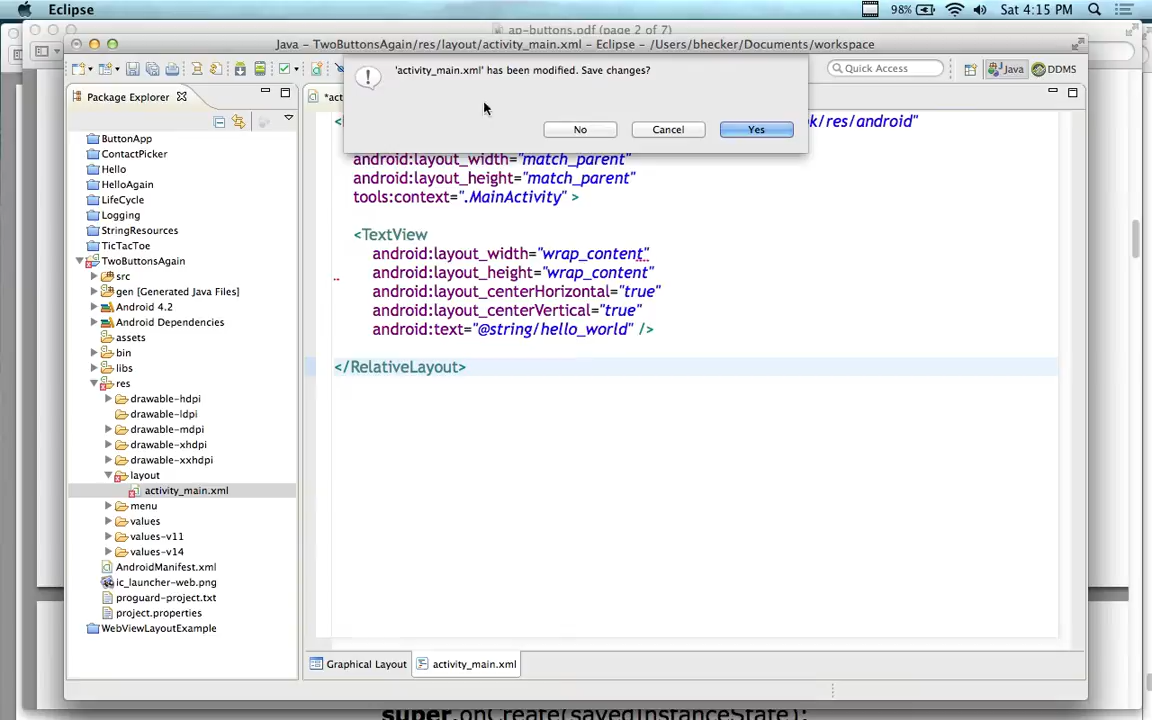 Eclipse
98%
Sat 4:15 PM
ap-buttons.pdf (page 2 of 7)
Java – TwoButtonsAgain/res/layout/activity_main.xml – Eclipse – /Users/bhecker/Documents/workspace
Quick Access
Java
DDMS
'activity_main.xml' has been modified. Save changes?
No
Cancel
Yes
Package Explorer
ButtonApp
ContactPicker
Hello
HelloAgain
LifeCycle
Logging
StringResources
TicTacToe
TwoButtonsAgain
src
gen [Generated Java Files]
Android 4.2
Android Dependencies
assets
bin
libs
res
drawable-hdpi
drawable-ldpi
drawable-mdpi
drawable-xhdpi
drawable-xxhdpi
layout
activity_main.xml
menu
values
values-v11
values-v14
AndroidManifest.xml
ic_launcher-web.png
proguard-project.txt
project.properties
WebViewLayoutExample
*act
k/res/android"
android:layout_width="match_parent"
android:layout_height="match_parent"
tools:context=".MainActivity" >
<TextView
android:layout_width="wrap_content"
android:layout_height="wrap_content"
android:layout_centerHorizontal="true"
android:layout_centerVertical="true"
android:text="@string/hello_world" />
</RelativeLayout>
Graphical Layout
activity_main.xml
super.onCreate(savedInstanceState);